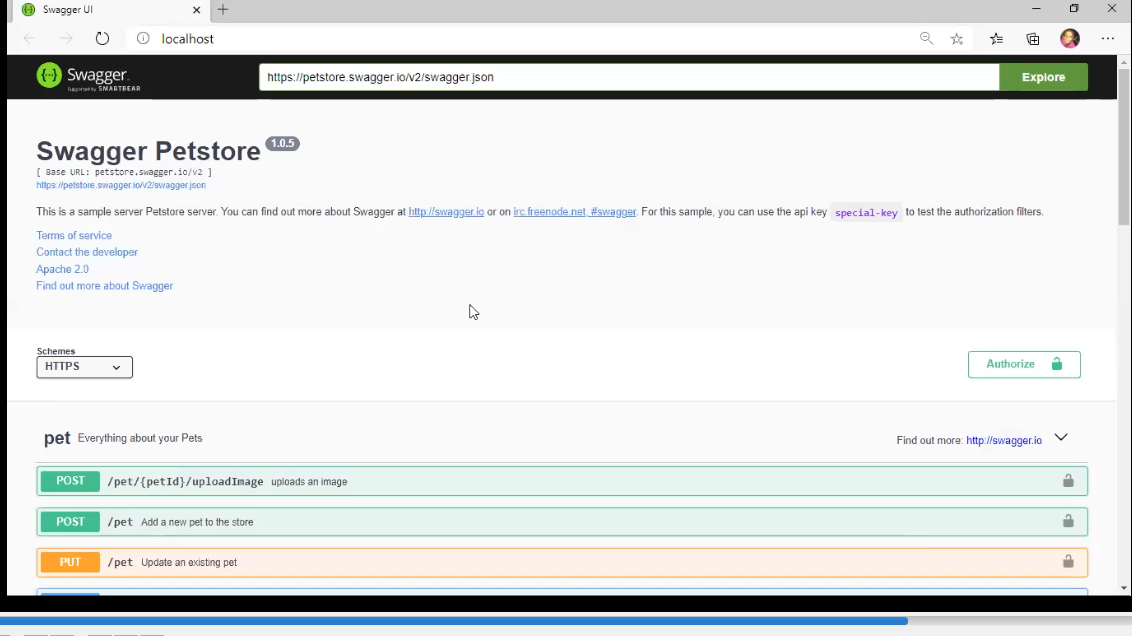 Swagger UI
localhost
Swagger
Supported by SMARTBEAR
https://petstore.swagger.io/v2/swagger.json
Explore
Swagger Petstore 1.0.5
[ Base URL: petstore.swagger.io/v2 ]
https://petstore.swagger.io/v2/swagger.json
This is a sample server Petstore server. You can find out more about Swagger at http://swagger.io or on irc.freenode.net, #swagger. For this sample, you can use the api key special-key to test the authorization filters.
Terms of service
Contact the developer
Apache 2.0
Find out more about Swagger
Schemes
HTTPS
Authorize
pet Everything about your Pets
Find out more: http://swagger.io
POST /pet/{petId}/uploadImage uploads an image
POST /pet Add a new pet to the store
PUT /pet Update an existing pet